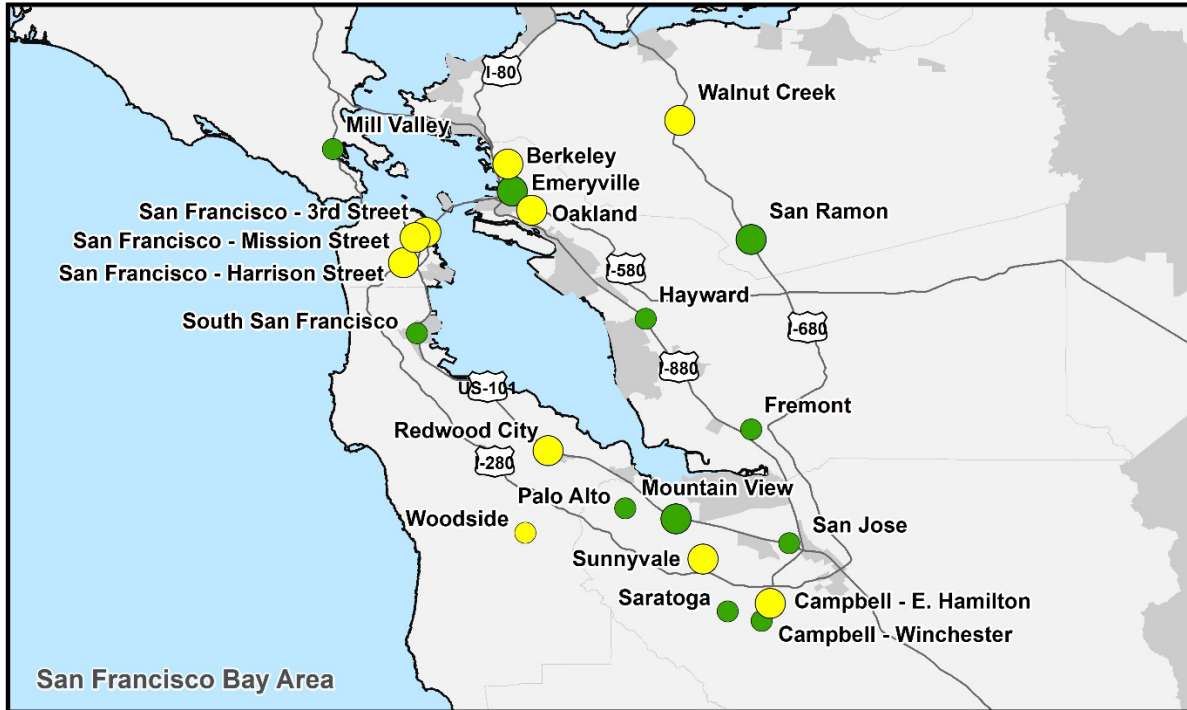 I-80
Walnut Creek
Mill Valley
Berkeley
Emeryville
San Francisco - 3rd Street
Oakland
San Ramon
San Francisco - Mission Street
San Francisco - Harrison Street
I-580
Hayward
South San Francisco
I-680
I-880
US-101
Fremont
Redwood City
I-280
Palo Alto
Mountain View
Woodside
San Jose
Sunnyvale
Saratoga
Campbell - E. Hamilton
Campbell - Winchester
San Francisco Bay Area